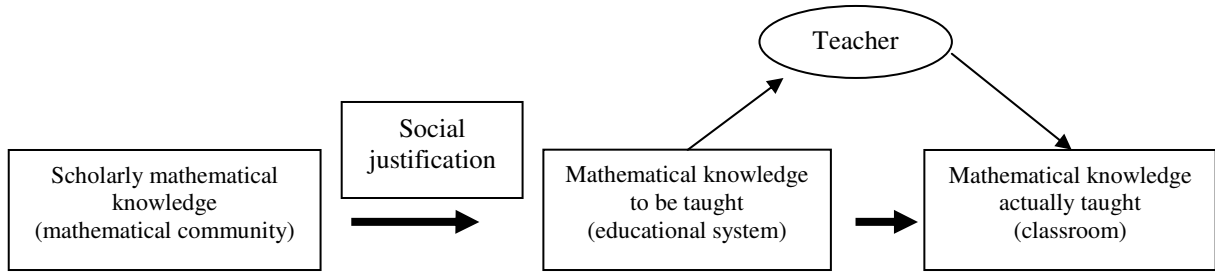 Teacher
Social
justification
Scholarly mathematical
knowledge
(mathematical community)
Mathematical knowledge
to be taught
(educational system)
Mathematical knowledge
actually taught
(classroom)